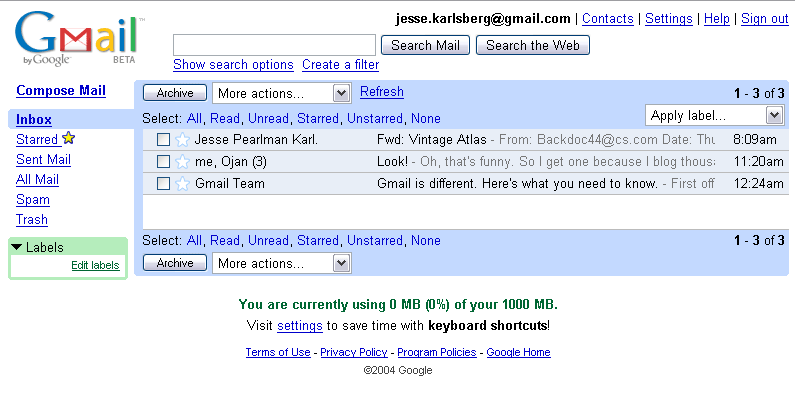 jesse.karlsberg@gmail.com | Contacts | Settings | Help | Sign out
Gmail™
by Google BETA
Search Mail Search the Web
Show search options Create a filter
Compose Mail
Inbox
Starred
Sent Mail
All Mail
Spam
Trash
Labels
Edit labels
Archive More actions... Refresh 1 - 3 of 3
Select: All, Read, Unread, Starred, Unstarred, None Apply label...
Jesse Pearlman Karl. Fwd: Vintage Atlas - From: Backdoc44@cs.com Date: Thu 8:09am
me, Ojan (3) Look! - Oh, that's funny. So I get one because I blog thous 11:20am
Gmail Team Gmail is different. Here's what you need to know. - First off 12:24am
Select: All, Read, Unread, Starred, Unstarred, None 1 - 3 of 3
Archive More actions...
You are currently using 0 MB (0%) of your 1000 MB.
Visit settings to save time with keyboard shortcuts!
Terms of Use - Privacy Policy - Program Policies - Google Home
©2004 Google